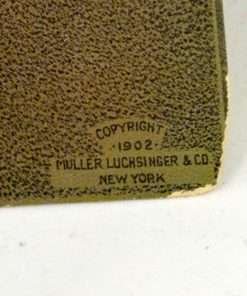 COPYRIGHT
·1902·
MULLER LUCHSINGER & CO.
NEW YORK